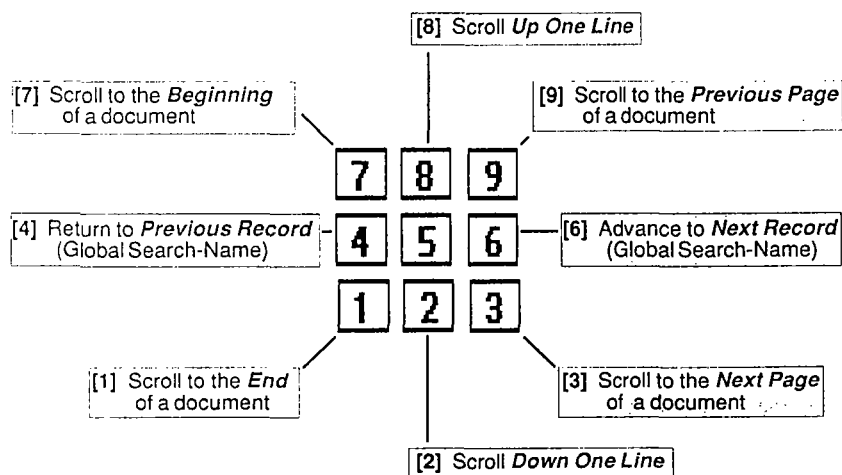 [8] Scroll Up One Line
[7] Scroll to the Beginning
of a document
[9] Scroll to the Previous Page
of a document
7 8 9
[4] Return to Previous Record
(Global Search-Name)
4 5 6
[6] Advance to Next Record
(Global Search-Name)
1 2 3
[1] Scroll to the End
of a document
[3] Scroll to the Next Page
of a document
[2] Scroll Down One Line